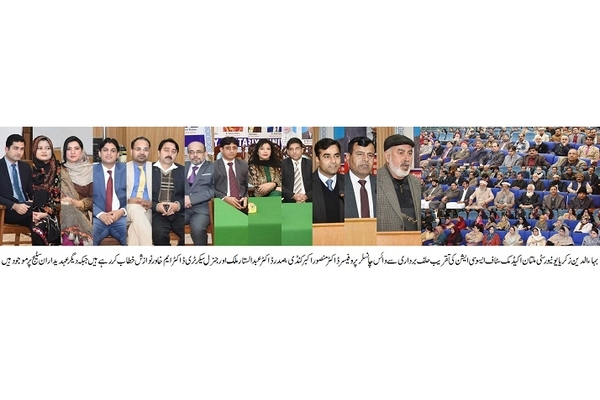 بہاءالدین زکریا یونیورسٹی ملتان اکیڈمک سٹاف ایسوسی ایشن کی تقریب حلف برداری سے وائس چانسلر پروفیسر ڈاکٹر منصور اکبر کنڈی ، صدر ڈاکٹر عبدالستار ملک اور جنرل سیکرٹری ڈاکٹر ایم خاور نوازش خطاب کر رہے ہیں جبکہ دیگر عہدیداران سٹیج پر موجود ہیں